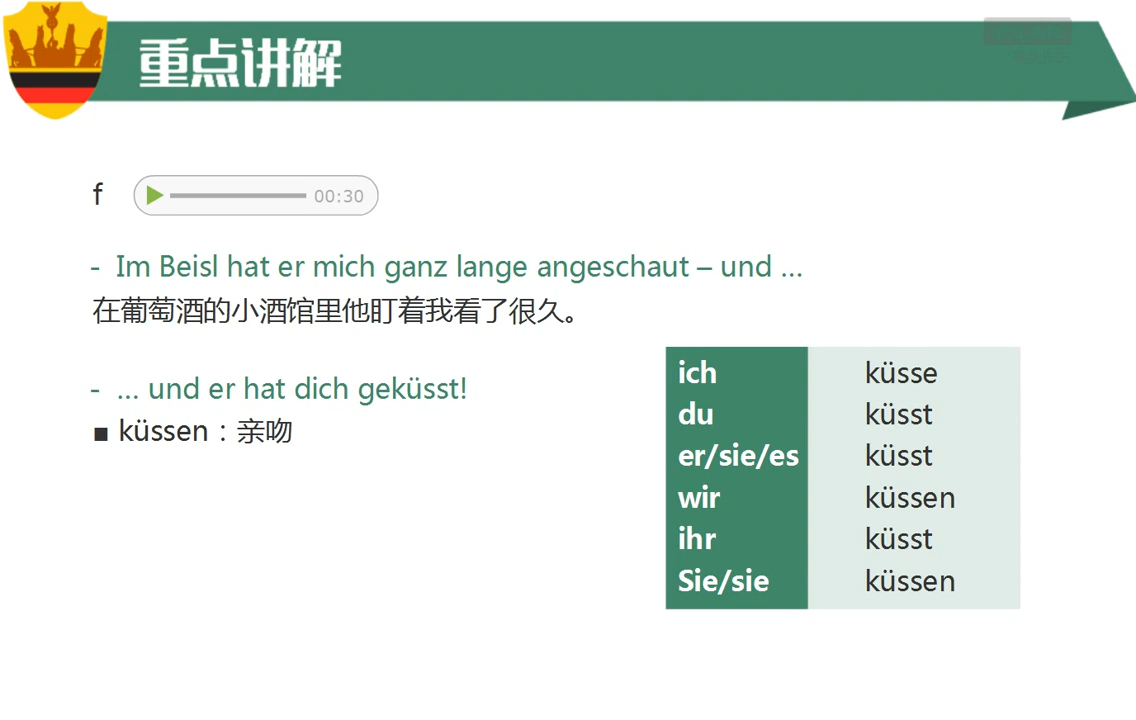 重点讲解
f 00:30
- Im Beisl hat er mich ganz lange angeschaut – und ...
在葡萄酒的小酒馆里他盯着我看了很久。
- ... und er hat dich geküsst!
■ küssen：亲吻
ich küsse
du küsst
er/sie/es küsst
wir küssen
ihr küsst
Sie/sie küssen